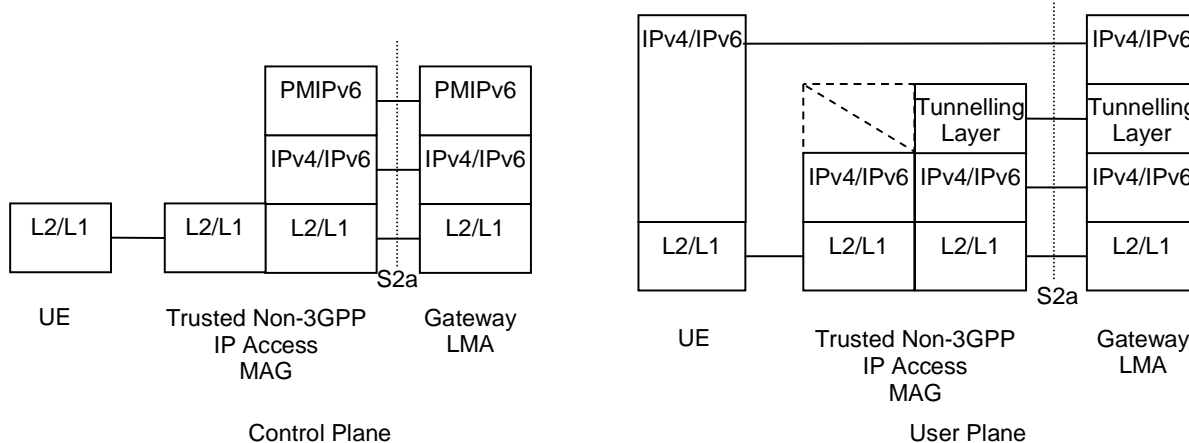 PMIPv6
PMIPv6
IPv4/IPv6
IPv4/IPv6
L2/L1
L2/L1
L2/L1
L2/L1
S2a
UE
Trusted Non-3GPP
IP Access
MAG
Gateway
LMA
Control Plane
IPv4/IPv6
IPv4/IPv6
Tunnelling
Layer
Tunnelling
Layer
IPv4/IPv6
IPv4/IPv6
IPv4/IPv6
L2/L1
L2/L1
L2/L1
L2/L1
S2a
UE
Trusted Non-3GPP
IP Access
MAG
Gateway
LMA
User Plane